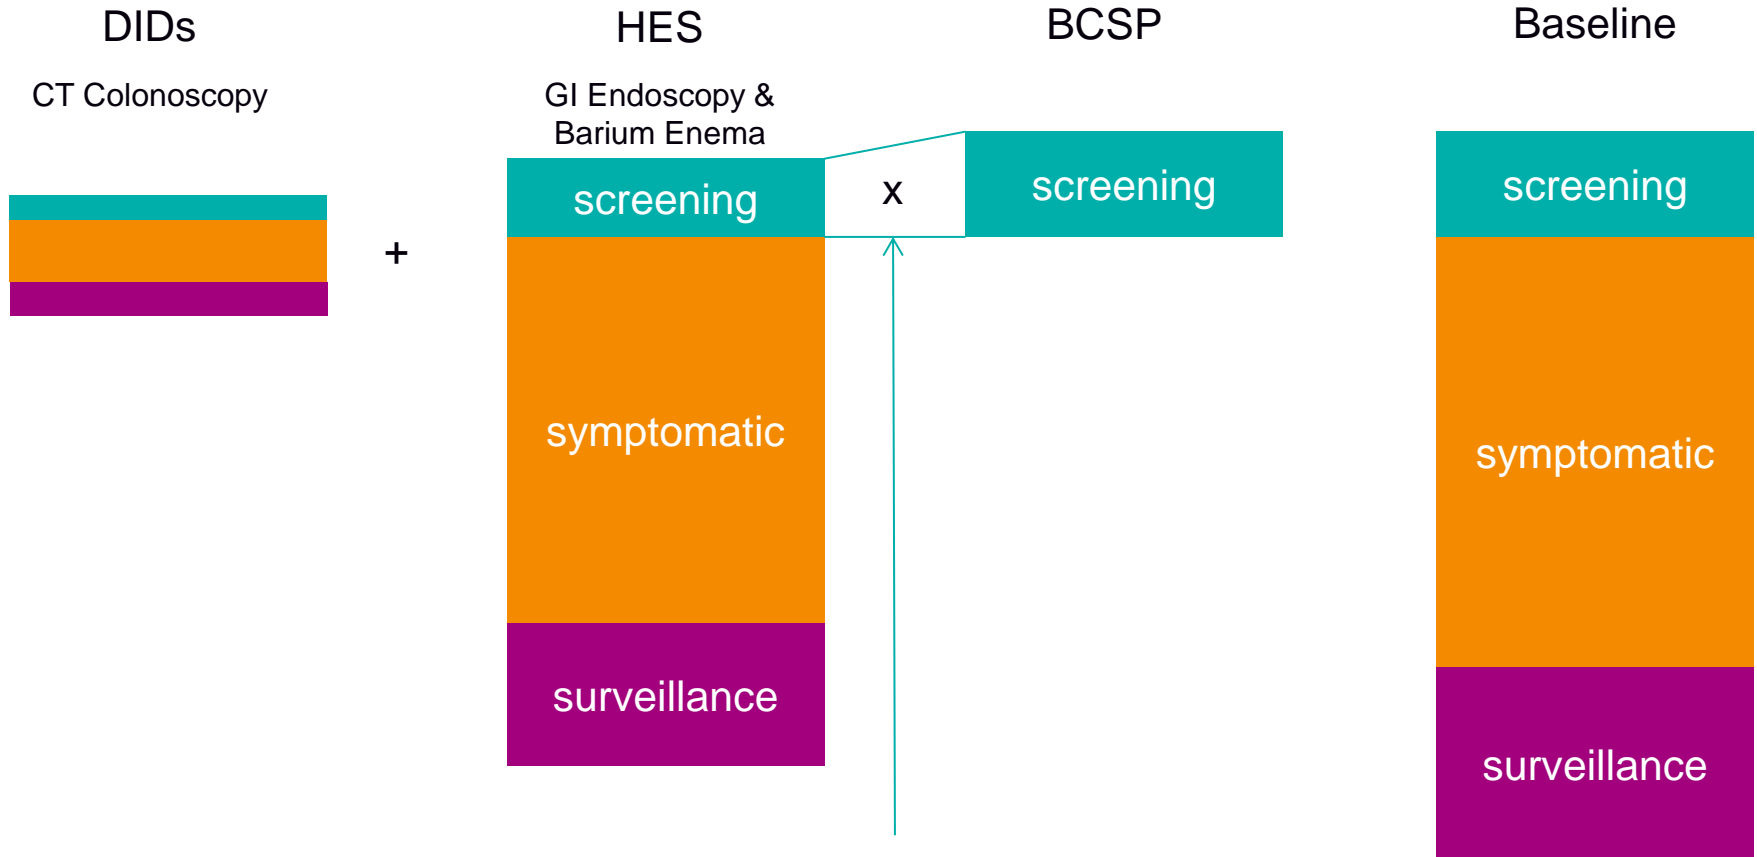 DIDs
HES
BCSP
Baseline
CT Colonoscopy
GI Endoscopy &
Barium Enema
screening
x
screening
screening
+
symptomatic
symptomatic
surveillance
surveillance